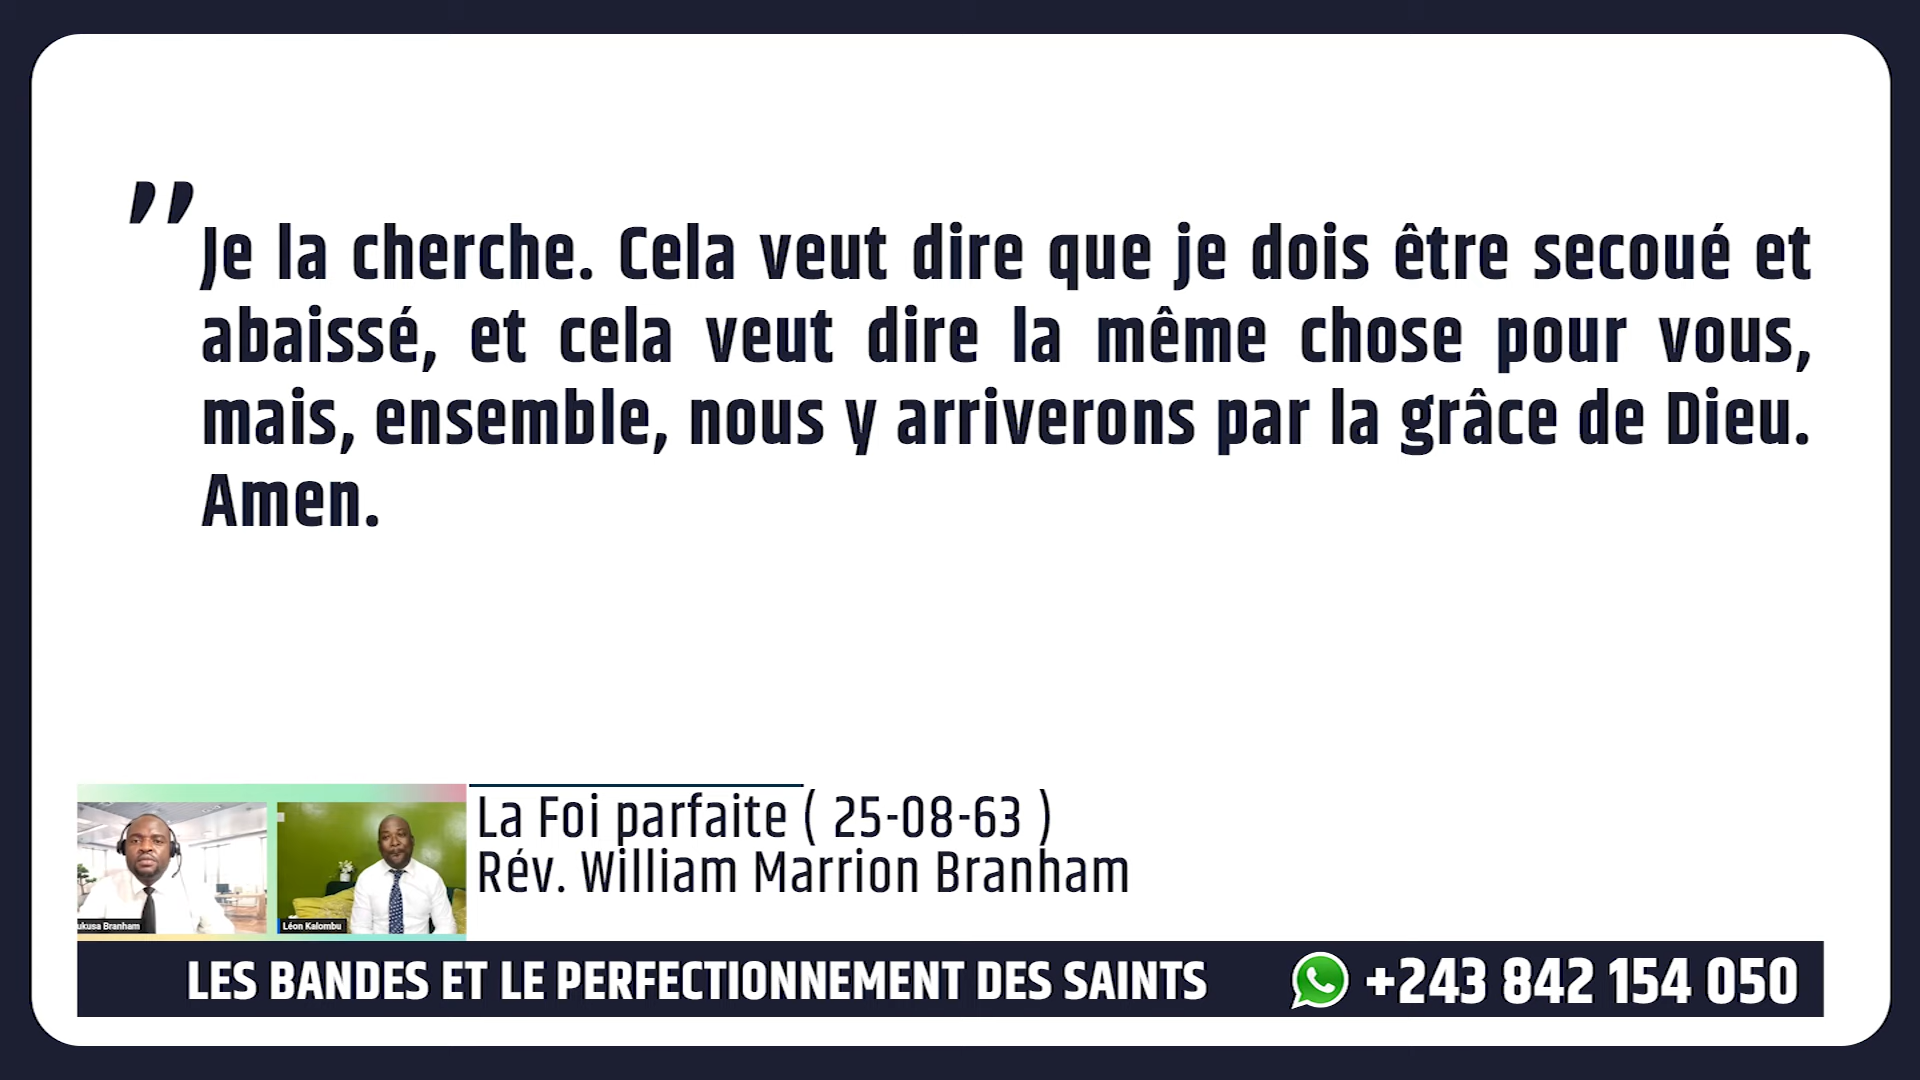 ” Je la cherche. Cela veut dire que je dois être secoué et
abaissé, et cela veut dire la même chose pour vous,
mais, ensemble, nous y arriverons par la grâce de Dieu.
Amen.
La Foi parfaite ( 25-08-63 )
Rév. William Marrion Branham
ukusa Branham
Léon Kalombu
LES BANDES ET LE PERFECTIONNEMENT DES SAINTS
+243 842 154 050